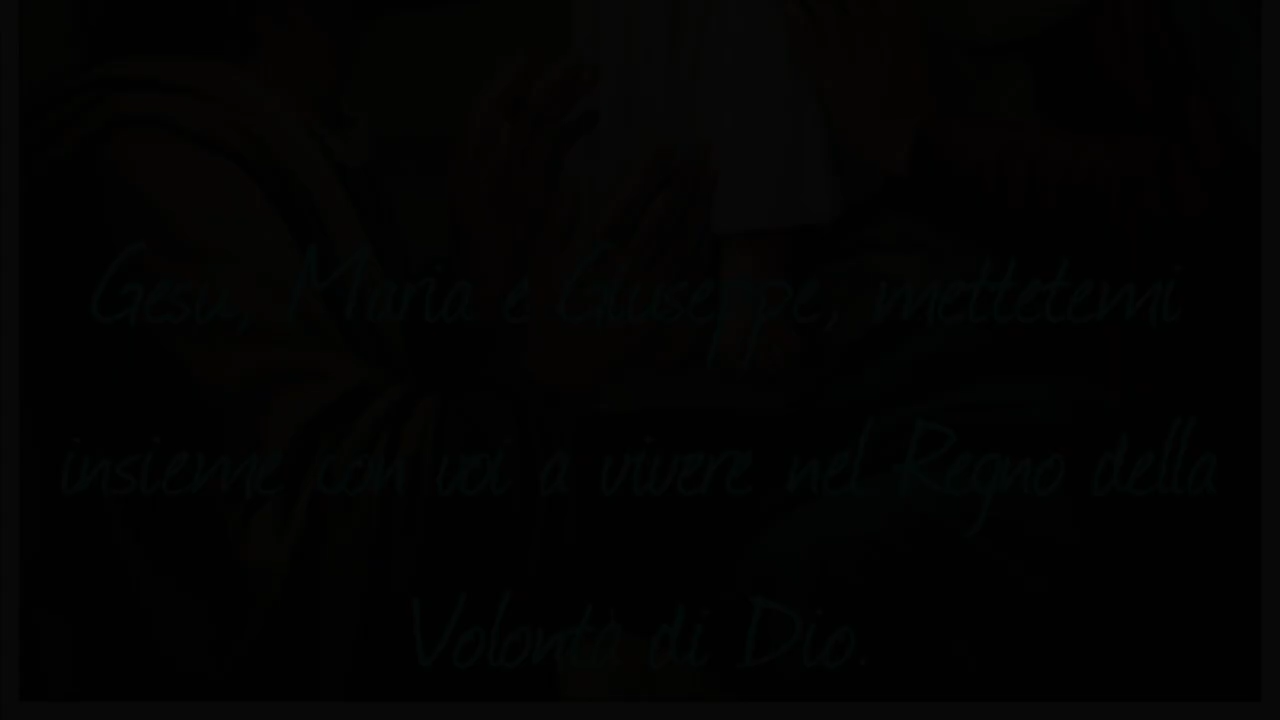 Gesù, Maria e Giuseppe, mettetemi
insieme con voi a vivere nel Regno della
Volontà di Dio.